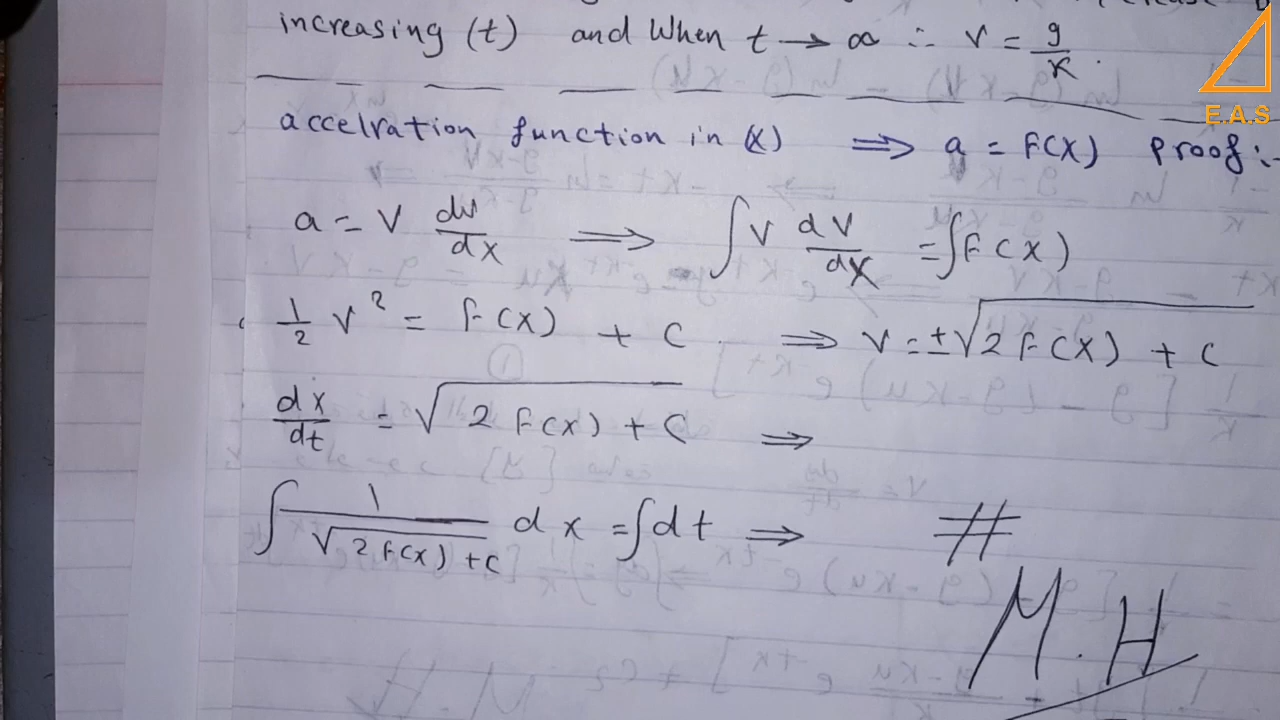 increasing (t) and When t → ∞ ∴ v = g/K.
E.A.S
accelration function in (x) ⟹ a = F(X) proof :-
a = V dv/dx ⟹ ∫ V dV/dX = ∫ F(X)
1/2 V² = F(X) + C ⟹ V = ±√(2 F(X) + C
dx/dt = √(2 F(X) + C ⟹
∫ 1/√(2 F(X) + C dx = ∫ dt ⟹ #
M.H